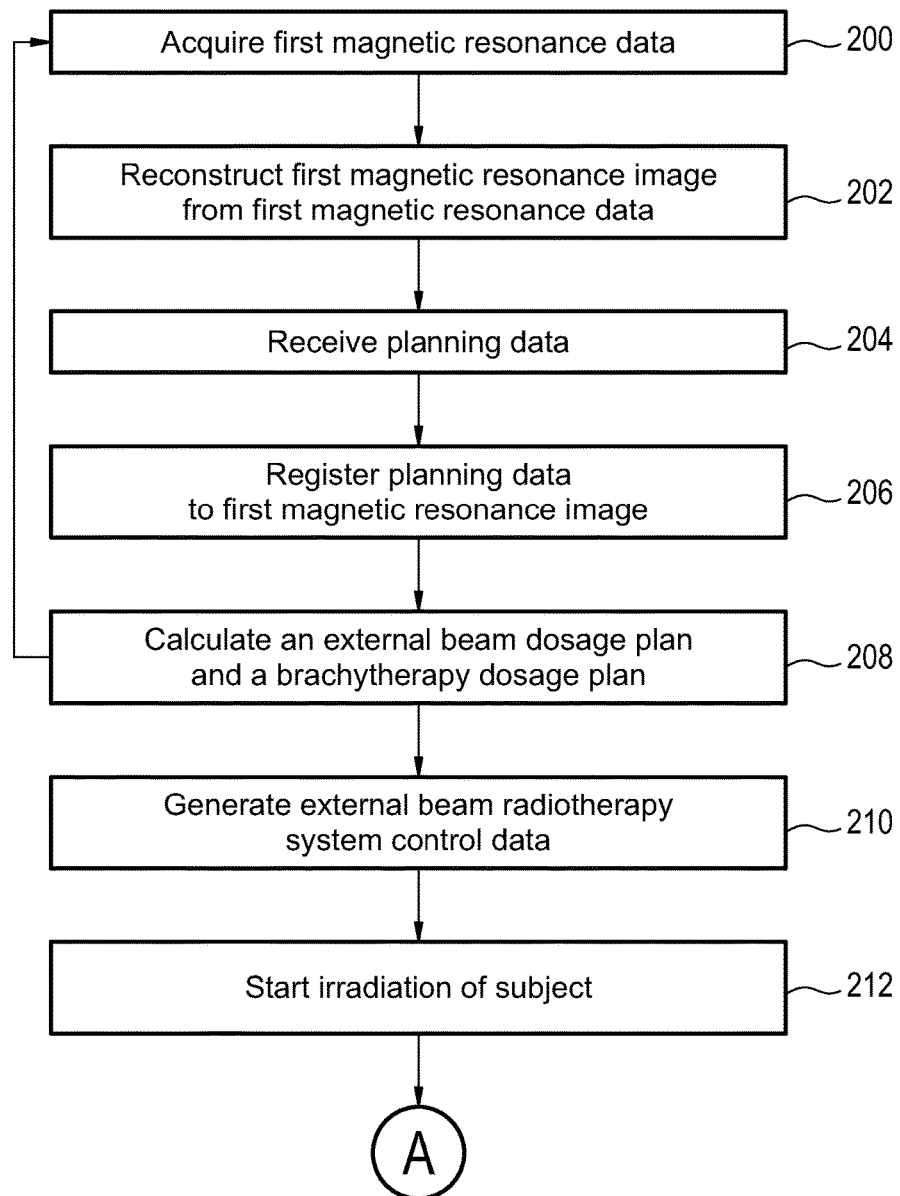 Acquire first magnetic resonance data
200
Reconstruct first magnetic resonance image
from first magnetic resonance data
202
Receive planning data
204
Register planning data
to first magnetic resonance image
206
Calculate an external beam dosage plan
and a brachytherapy dosage plan
208
Generate external beam radiotherapy
system control data
210
Start irradiation of subject
212
A